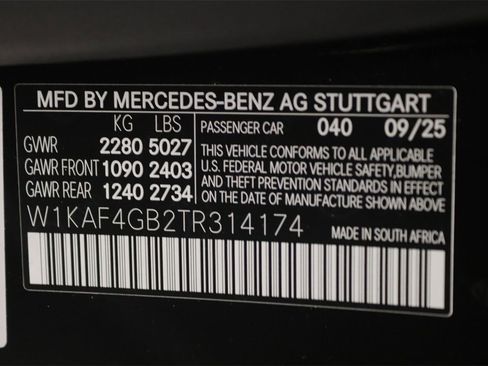 MFD BY MERCEDES-BENZ AG STUTTGART
KG LBS
GVWR 2280 5027
GAWR FRONT 1090 2403
GAWR REAR 1240 2734
PASSENGER CAR 040 09/25
THIS VEHICLE CONFORMS TO ALL APPLICABLE
U.S. FEDERAL MOTOR VEHICLE SAFETY, BUMPER
AND THEFT PREVENTION STANDARDS IN EFFECT
ON THE DATE OF MANUFACTURE SHOWN ABOVE
W1KAF4GB2TR314174
MADE IN SOUTH AFRICA